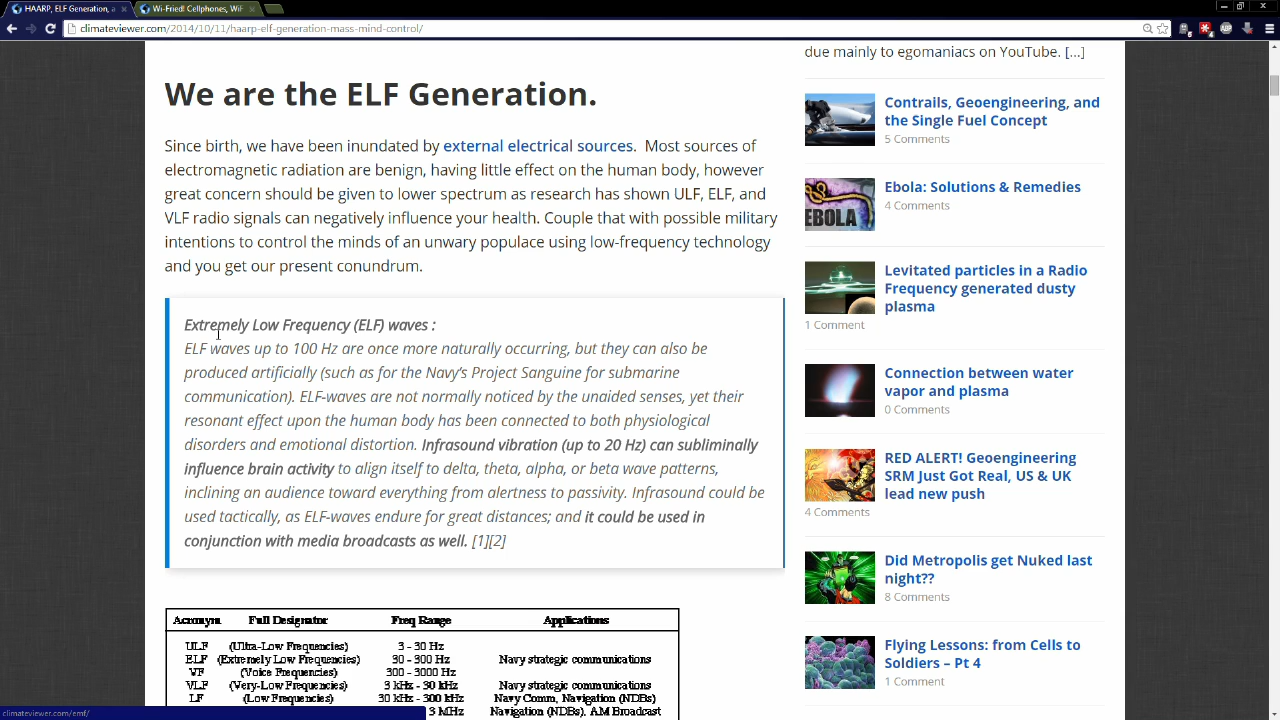 HAARP, ELF Generation, a
Wi-Fried! Cellphones, WiF
climateviewer.com/2014/10/11/haarp-elf-generation-mass-mind-control/
due mainly to egomaniacs on YouTube. [...]
We are the ELF Generation.
Since birth, we have been inundated by external electrical sources. Most sources of
electromagnetic radiation are benign, having little effect on the human body, however
great concern should be given to lower spectrum as research has shown ULF, ELF, and
VLF radio signals can negatively influence your health. Couple that with possible military
intentions to control the minds of an unwary populace using low-frequency technology
and you get our present conundrum.
Extremely Low Frequency (ELF) waves :
ELF waves up to 100 Hz are once more naturally occurring, but they can also be
produced artificially (such as for the Navy's Project Sanguine for submarine
communication). ELF-waves are not normally noticed by the unaided senses, yet their
resonant effect upon the human body has been connected to both physiological
disorders and emotional distortion. Infrasound vibration (up to 20 Hz) can subliminally
influence brain activity to align itself to delta, theta, alpha, or beta wave patterns,
inclining an audience toward everything from alertness to passivity. Infrasound could be
used tactically, as ELF-waves endure for great distances; and it could be used in
conjunction with media broadcasts as well. [1][2]
Acronym Full Designator Freq Range Applications
ULF (Ultra-Low Frequencies) 3 - 30 Hz
ELF (Extremely Low Frequencies) 30 - 300 Hz Navy strategic communications
VF (Voice Frequencies) 300 - 3000 Hz
VLF (Very-Low Frequencies) 3 kHz - 30 kHz Navy strategic communications
LF (Low Frequencies) 30 kHz - 300 kHz Navy Comm, Navigation (NDBs)
3 MHz Navigation (NDBs), AM Broadcast
Contrails, Geoengineering, and
the Single Fuel Concept
5 Comments
EBOLA
Ebola: Solutions & Remedies
4 Comments
Levitated particles in a Radio
Frequency generated dusty
plasma
1 Comment
Connection between water
vapor and plasma
0 Comments
RED ALERT! Geoengineering
SRM Just Got Real, US & UK
lead new push
4 Comments
Did Metropolis get Nuked last
night??
8 Comments
Flying Lessons: from Cells to
Soldiers – Pt 4
1 Comment
climateviewer.com/emf/